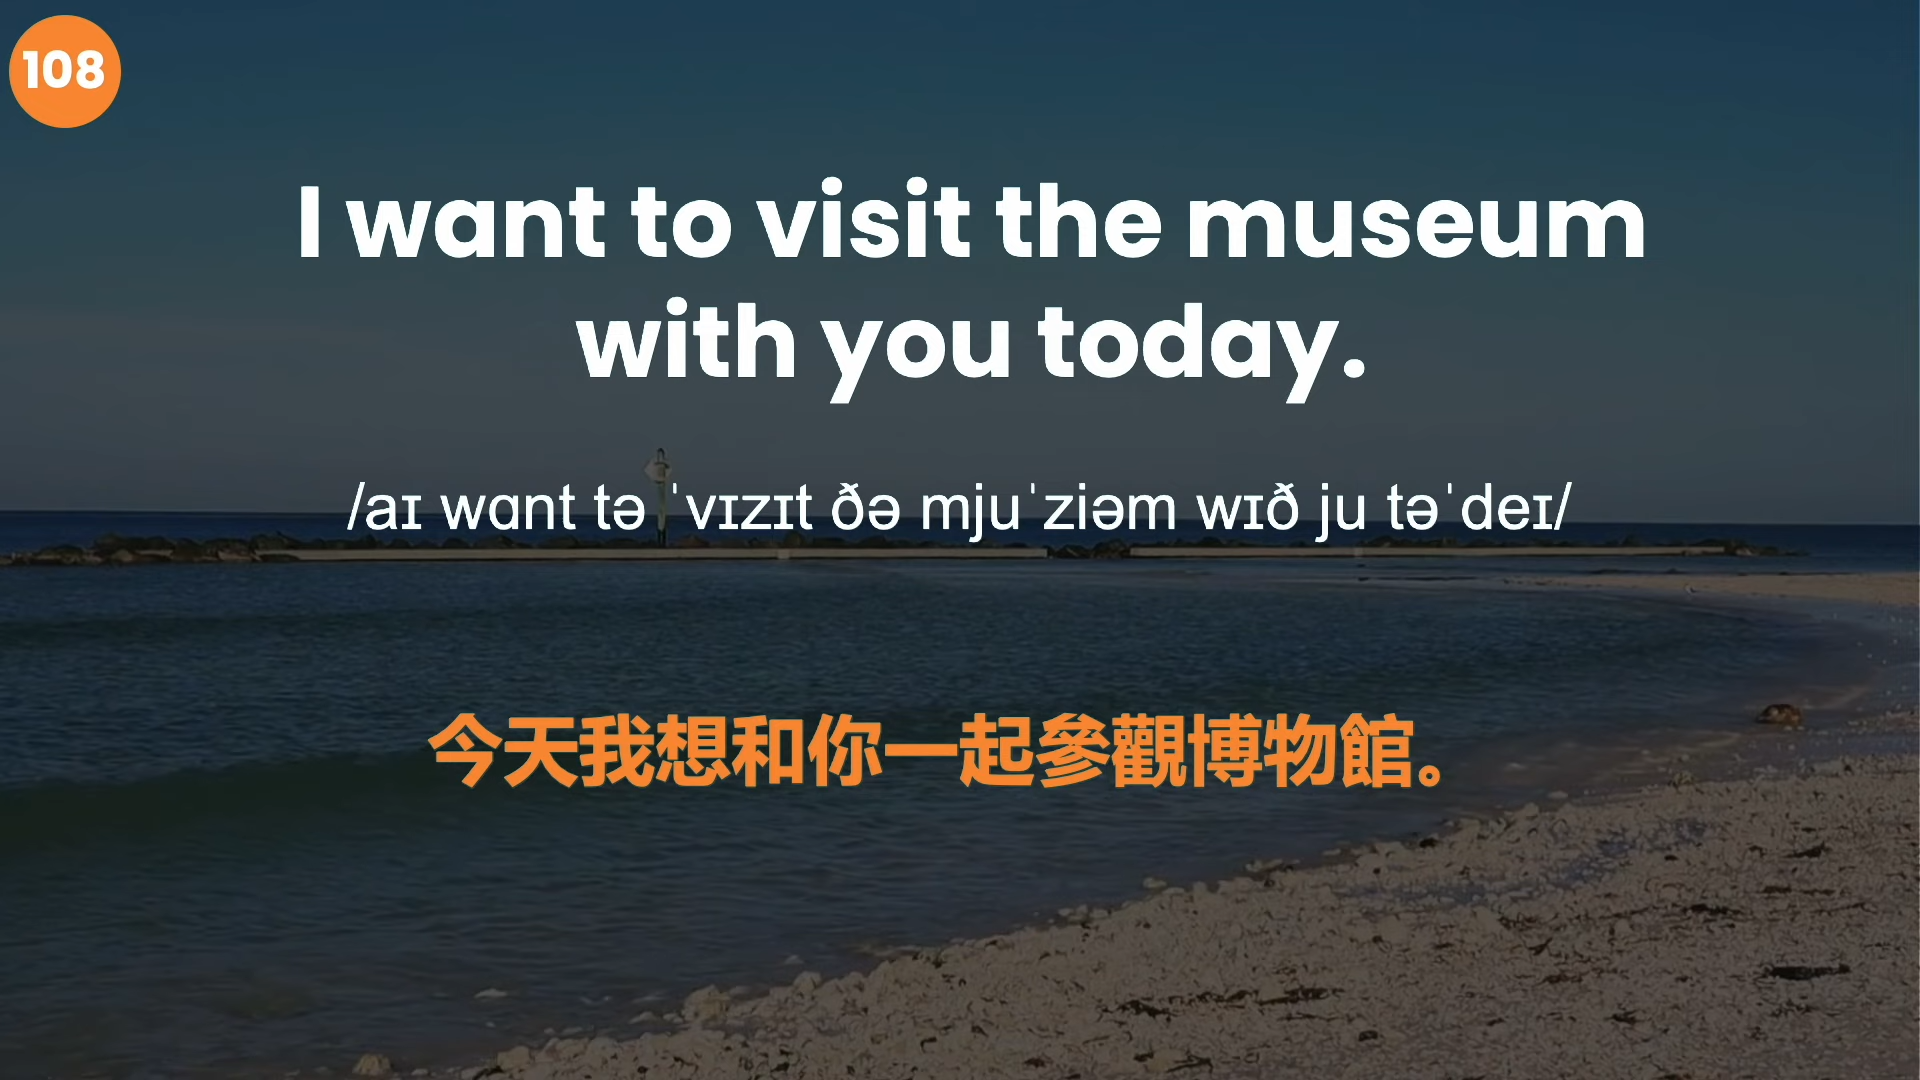 108
I want to visit the museum
with you today.
/aɪ wɑnt tə ˈvɪzɪt ðə mjuˈziəm wɪð ju təˈdeɪ/
今天我想和你一起參觀博物館。